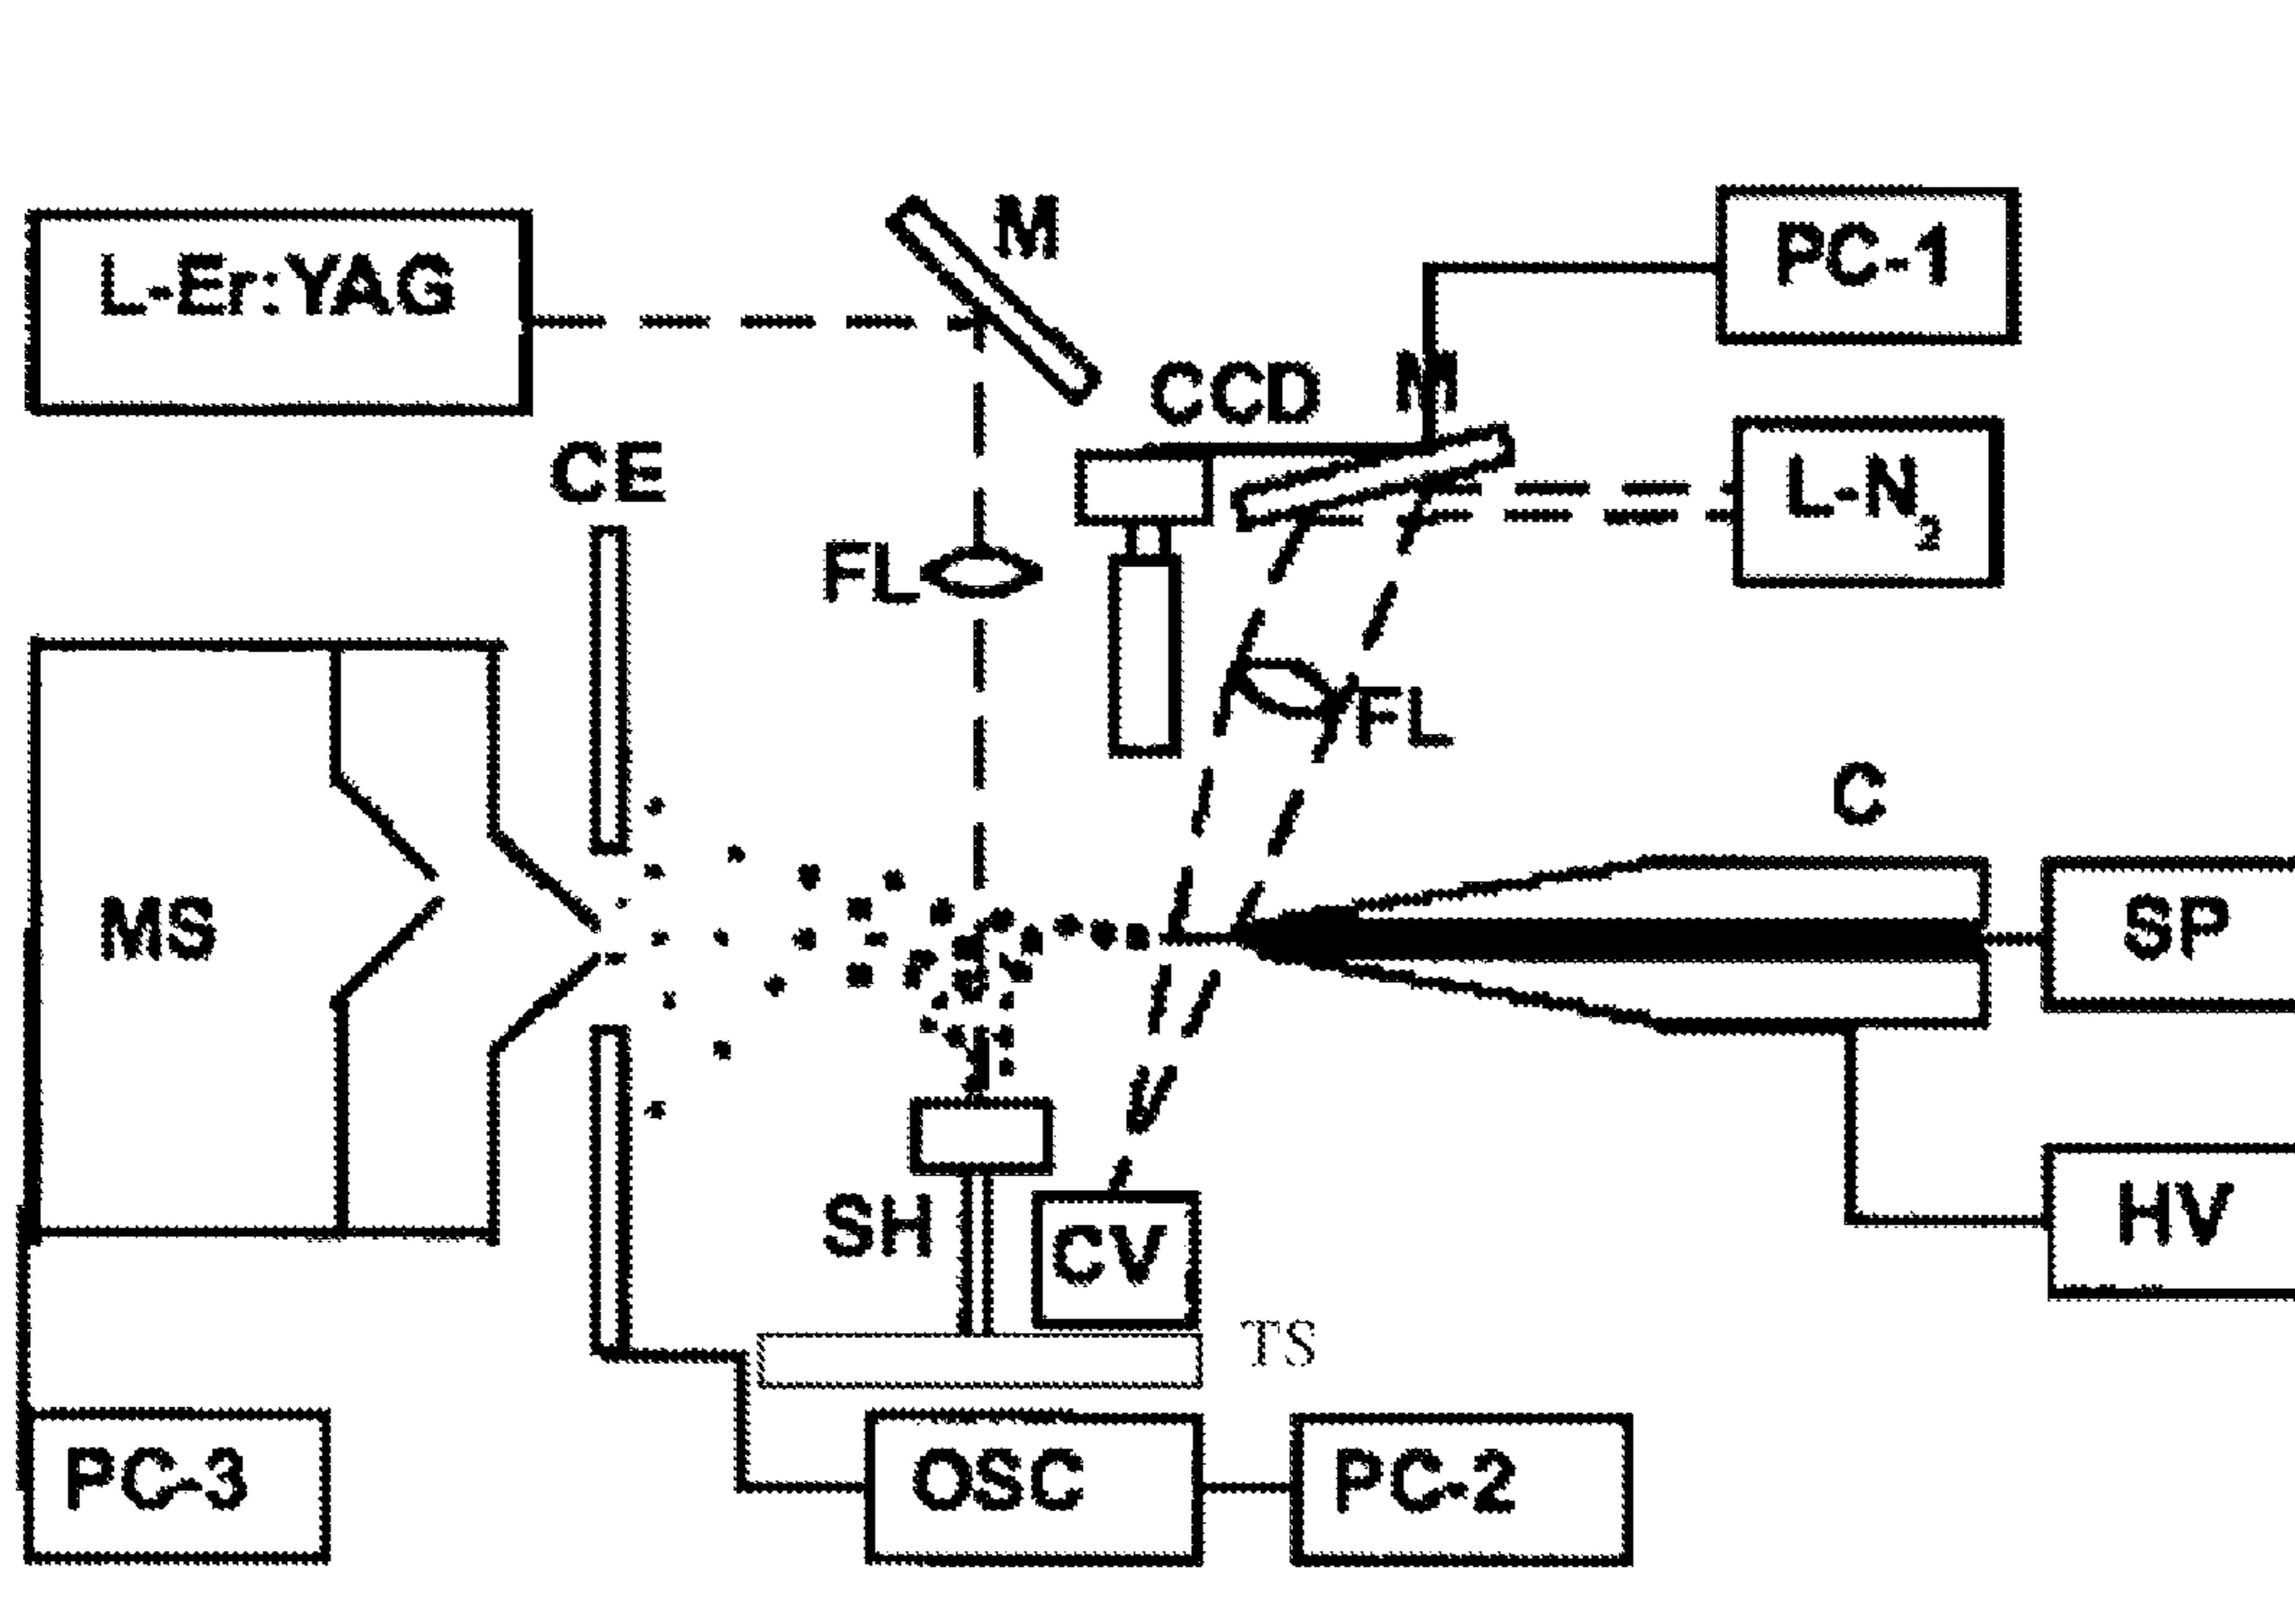 L-Er:YAG
M
PC-1
CCD
M
CE
L-N2
FL
FL
C
MS
SP
SH
CV
HV
TS
PC-3
OSC
PC-2